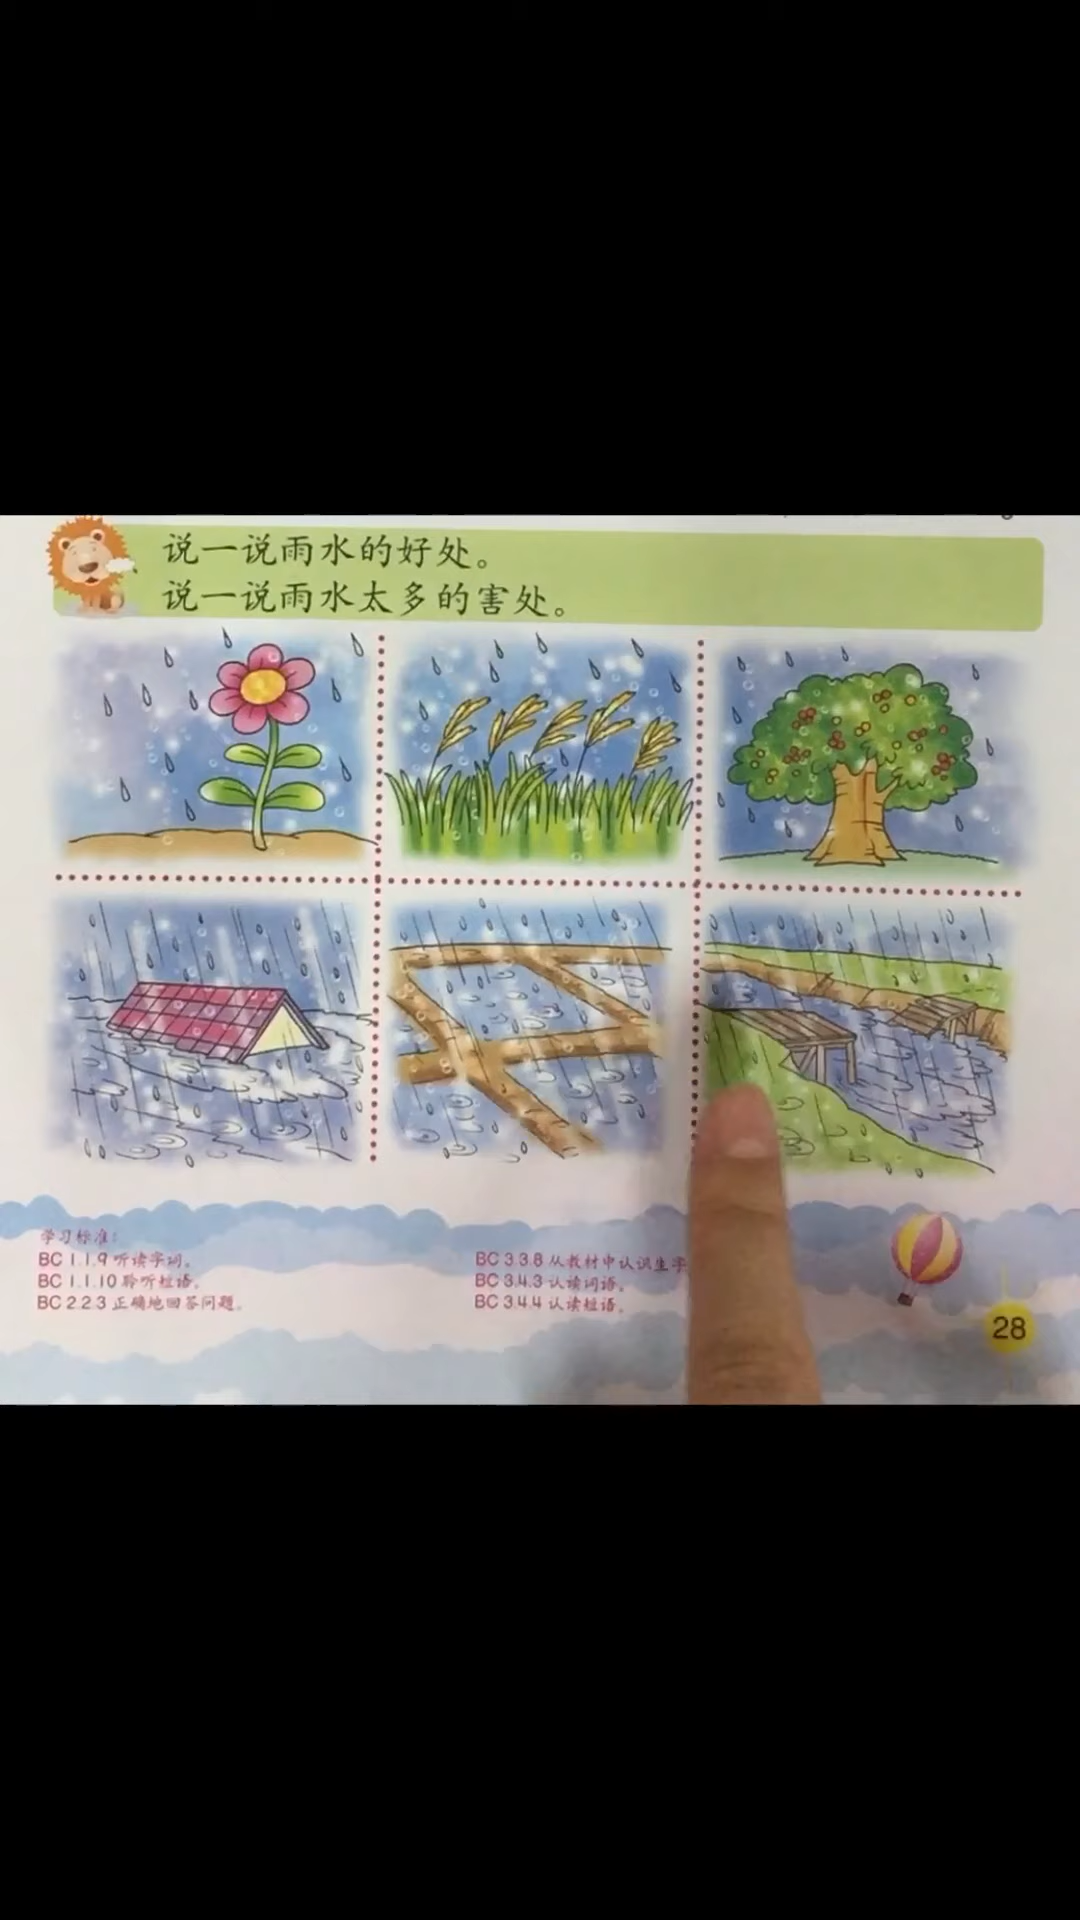 说一说雨水的好处。
说一说雨水太多的害处。
学习标准：
BC 1.1.9 听读字词。
BC 1.1.10 聆听短语。
BC 2.2.3 正确地回答问题。
BC 3.3.8 从教材中认识生字
BC 3.4.3 认读词语。
BC 3.4.4 认读短语。
28